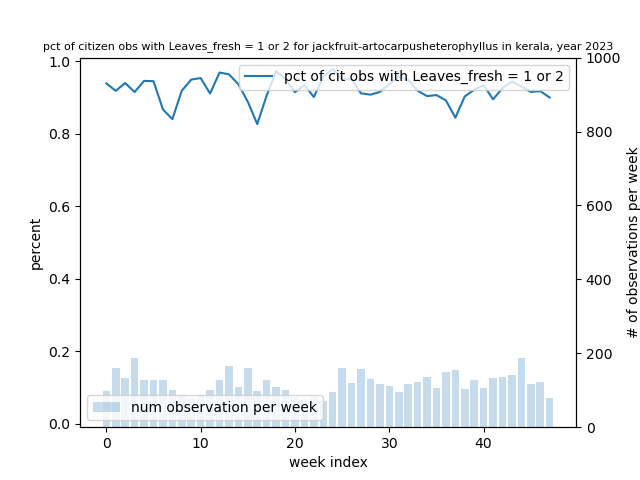 pct of citizen obs with Leaves_fresh = 1 or 2 for jackfruit-artocarpusheterophyllus in kerala, year 2023
pct of cit obs with Leaves_fresh = 1 or 2
1.0
0.8
0.6
0.4
0.2
0.0
percent
1000
800
600
400
200
0
# of observations per week
num observation per week
0
10
20
30
40
week index